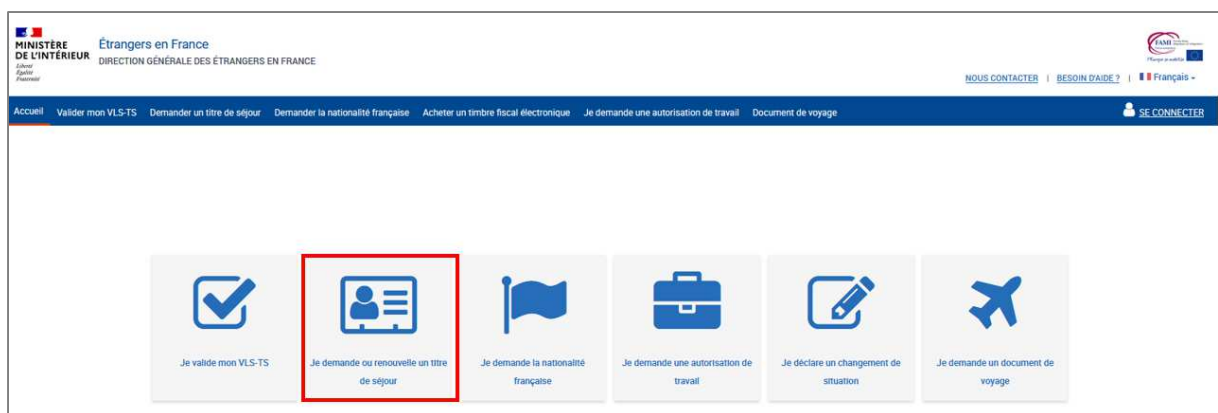 MINISTÈRE
DE L'INTÉRIEUR
Liberté
Égalité
Fraternité
Étrangers en France
DIRECTION GÉNÉRALE DES ÉTRANGERS EN FRANCE
FAMI
NOUS CONTACTER | BESOIN D'AIDE ? | Français
Accueil Valider mon VLS-TS Demander un titre de séjour Demander la nationalité française Acheter un timbre fiscal électronique Je demande une autorisation de travail Document de voyage SE CONNECTER
Je valide mon VLS-TS
Je demande ou renouvelle un titre
de séjour
Je demande la nationalité
française
Je demande une autorisation de
travail
Je déclare un changement de
situation
Je demande un document de
voyage